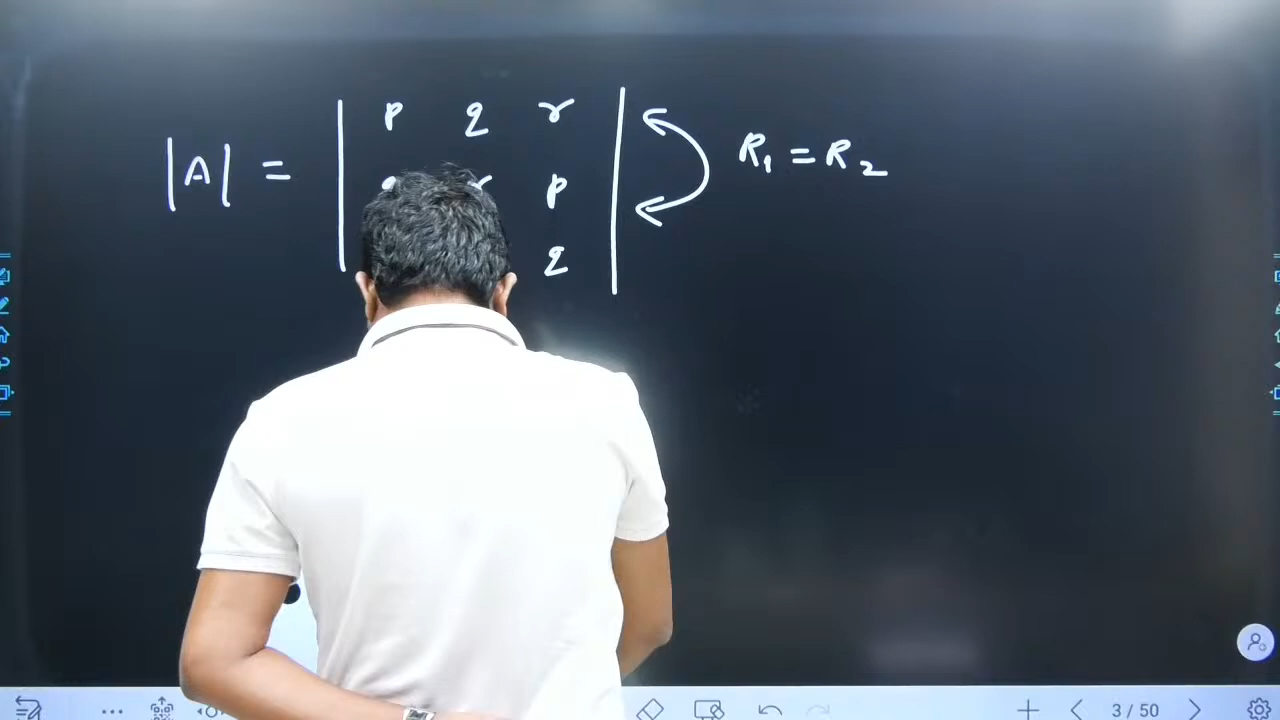 |A| = | p q r | R₁ = R₂
r p
q
3 / 50